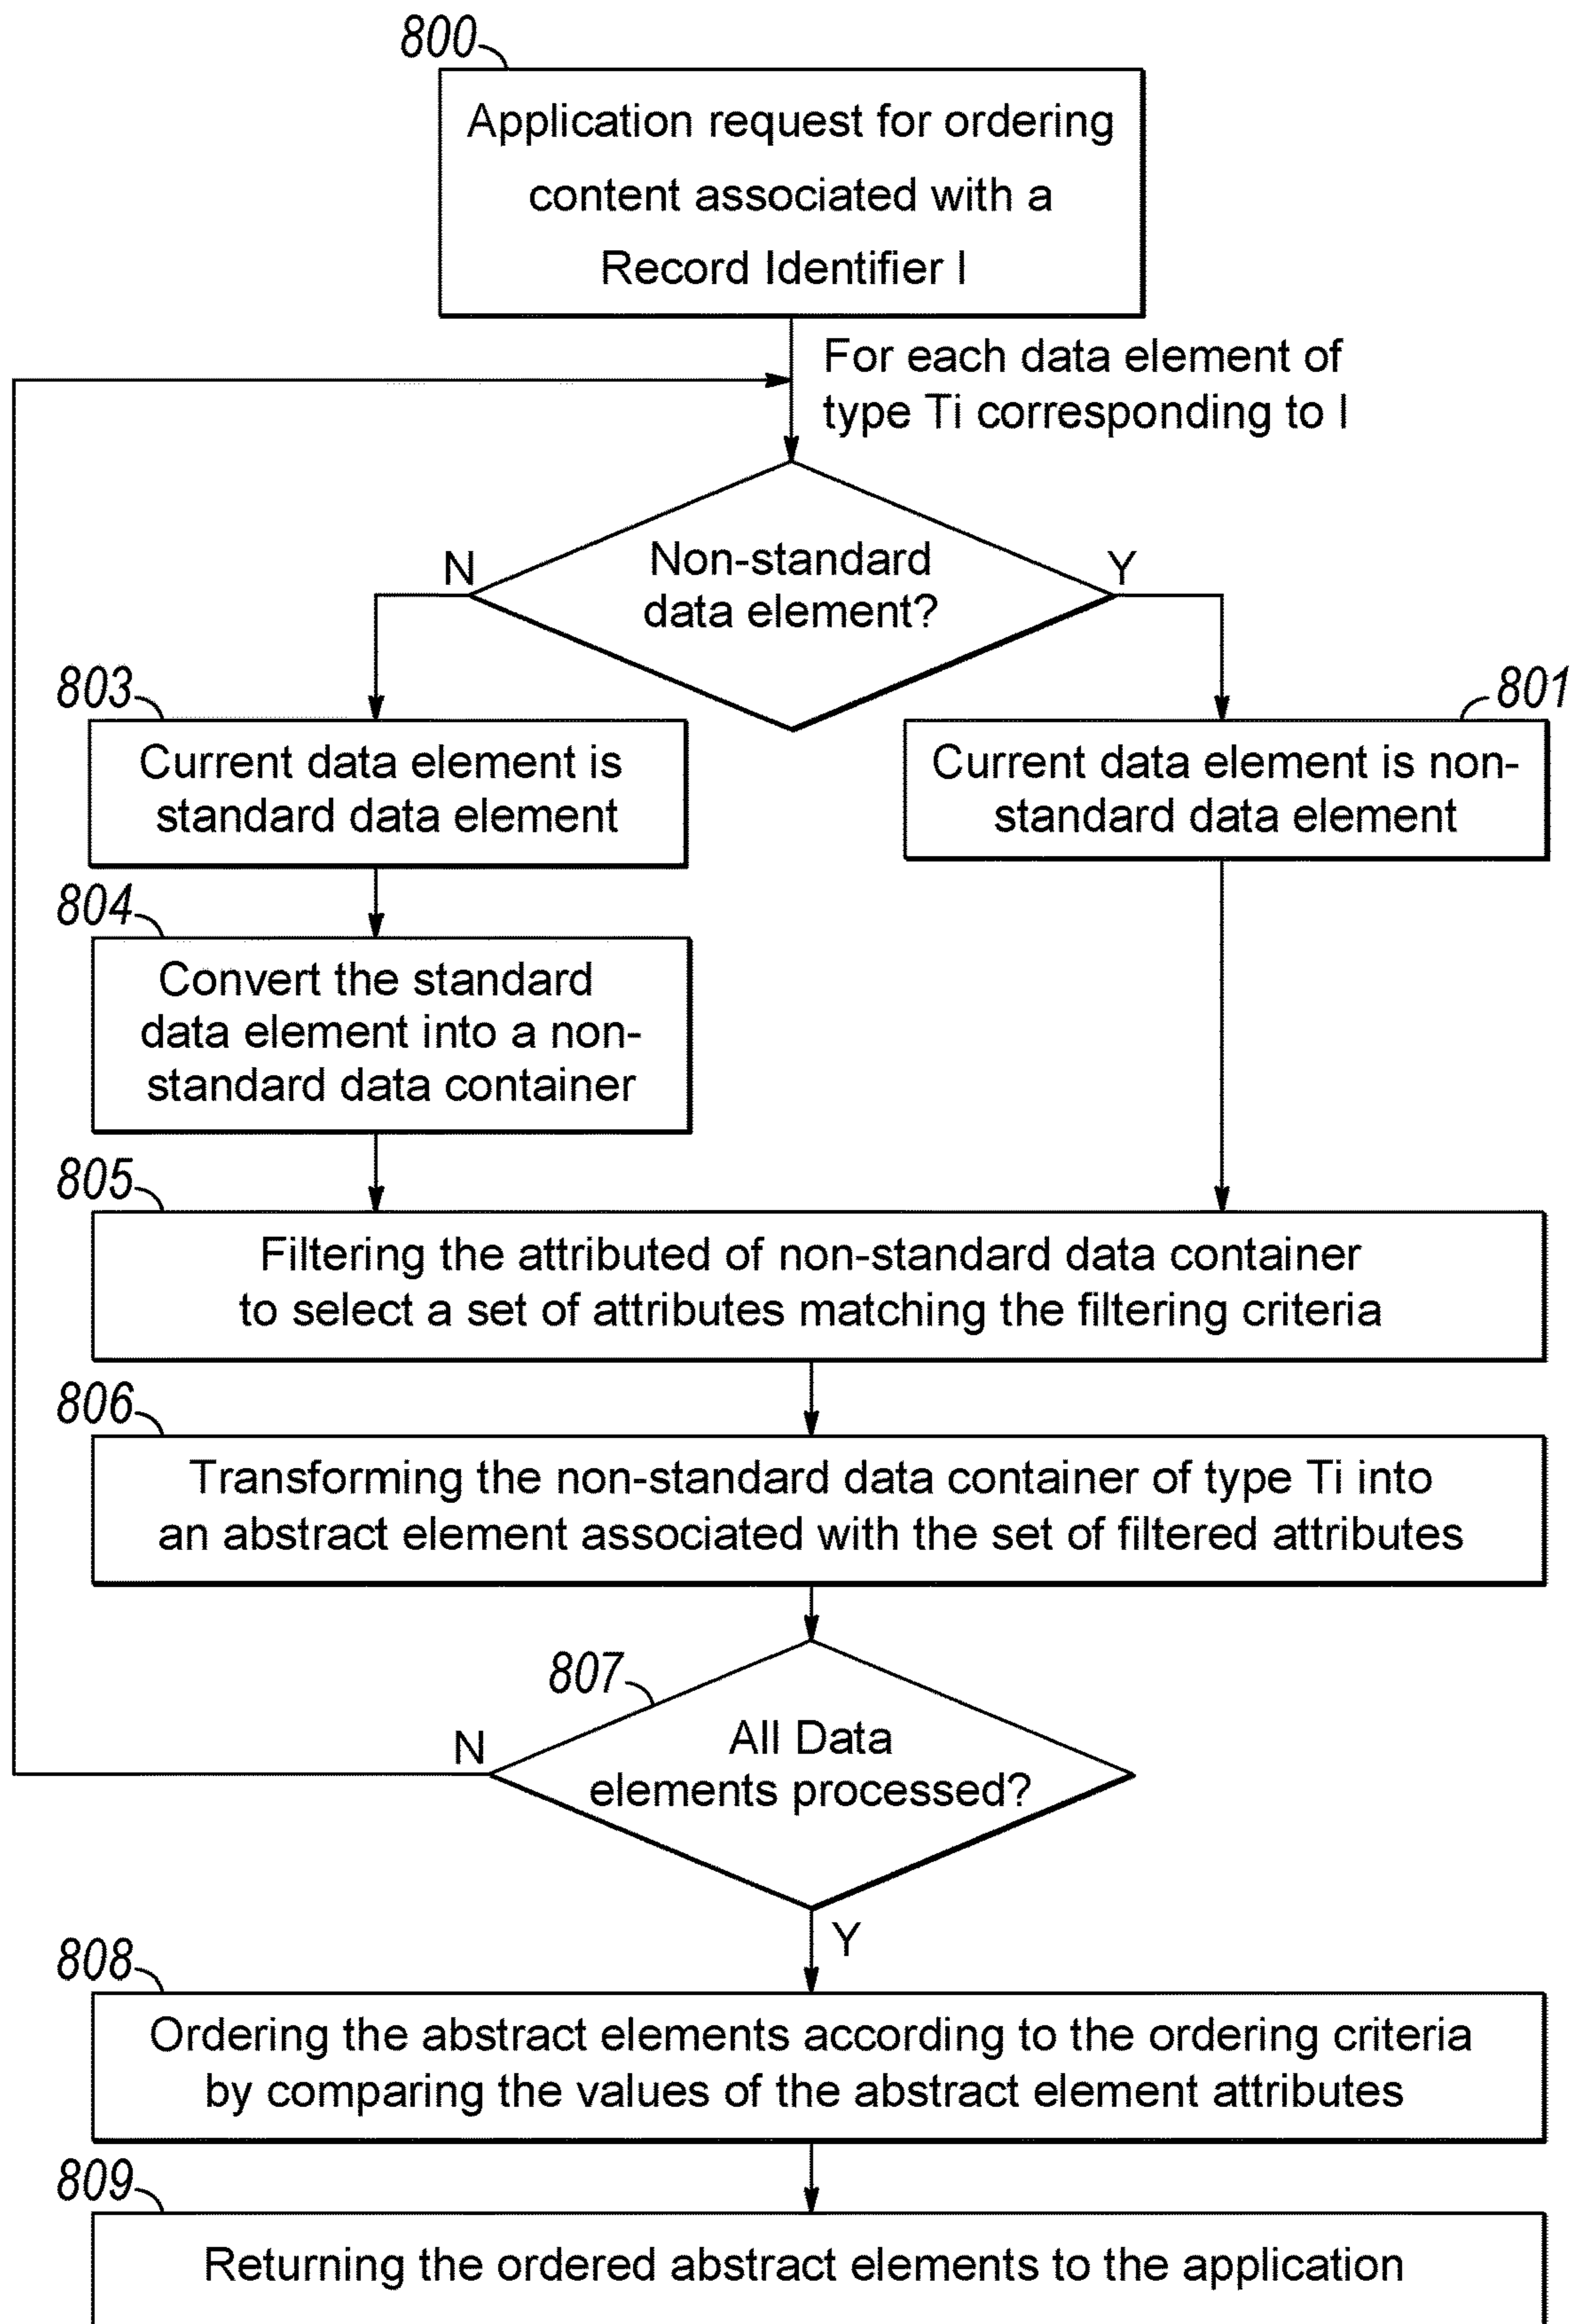 800
Application request for ordering
content associated with a
Record Identifier I
For each data element of
type Ti corresponding to I
Non-standard
data element?
N
Y
803
Current data element is
standard data element
801
Current data element is non-
standard data element
804
Convert the standard
data element into a non-
standard data container
805
Filtering the attributed of non-standard data container
to select a set of attributes matching the filtering criteria
806
Transforming the non-standard data container of type Ti into
an abstract element associated with the set of filtered attributes
807
All Data
elements processed?
N
Y
808
Ordering the abstract elements according to the ordering criteria
by comparing the values of the abstract element attributes
809
Returning the ordered abstract elements to the application